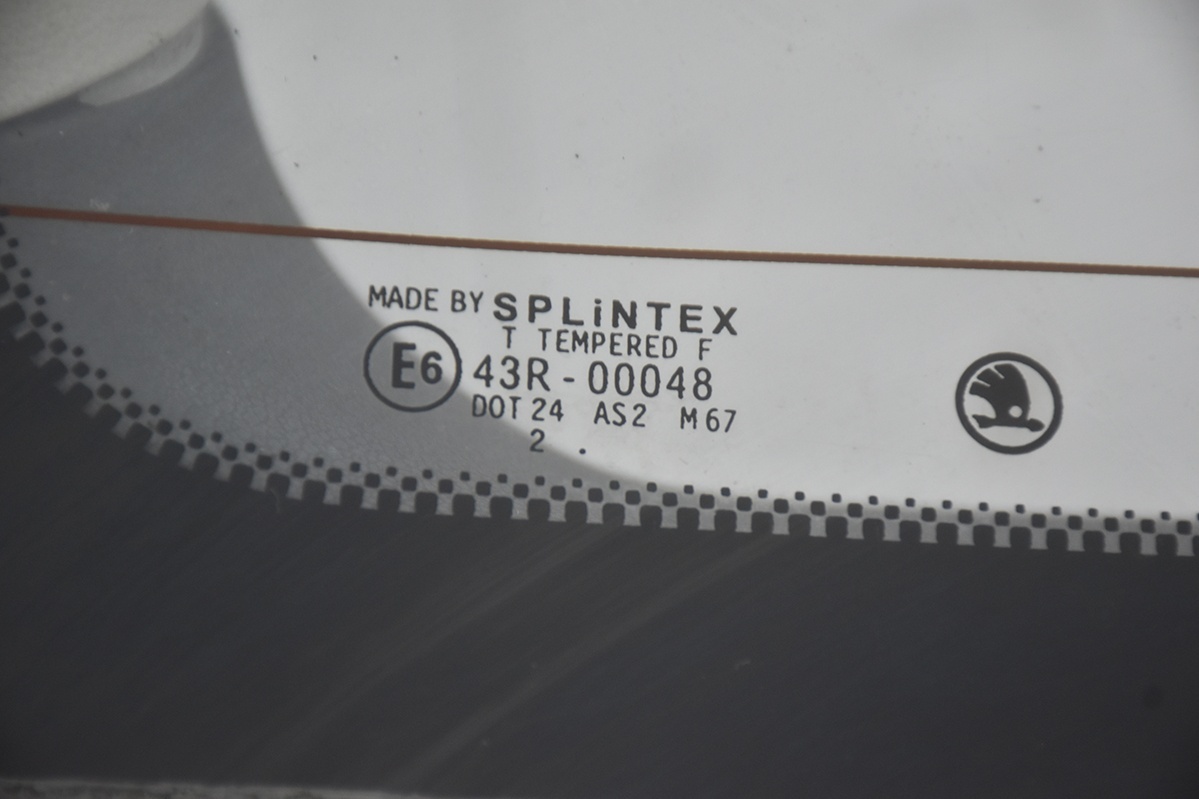 MADE BY SPLiNTEX
T TEMPERED F
E6 43R-00048
DOT 24 AS2 M67
2 .